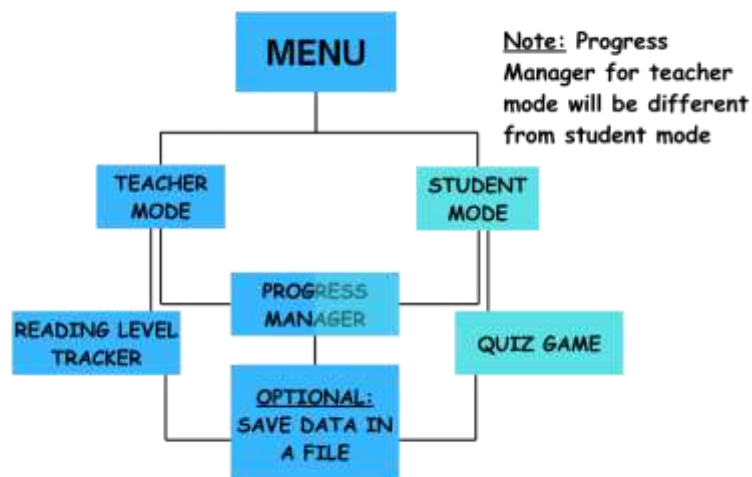 MENU
Note: Progress
Manager for teacher
mode will be different
from student mode
TEACHER
MODE
STUDENT
MODE
PROGRESS
MANAGER
READING LEVEL
TRACKER
QUIZ GAME
OPTIONAL:
SAVE DATA IN
A FILE